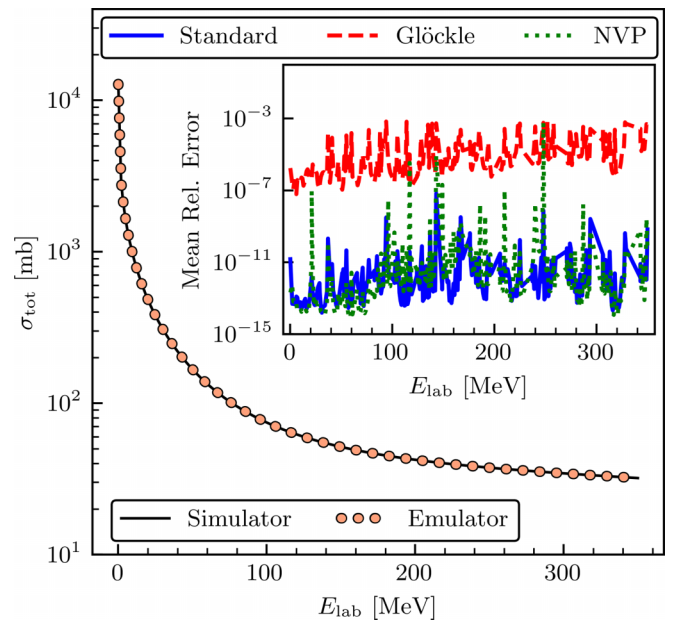 Standard Glöckle NVP
10^4
10^3
10^2
10^1
σ_tot [mb]
0 100 200 300
E_lab [MeV]
Mean Rel. Error
10^−3
10^−7
10^−11
10^−15
0 100 200 300
E_lab [MeV]
Simulator Emulator